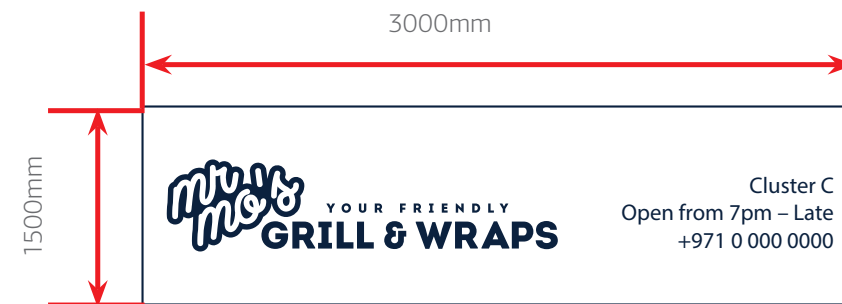 3000mm
1500mm
mr mo's
YOUR FRIENDLY
GRILL & WRAPS
Cluster C
Open from 7pm – Late
+971 0 000 0000